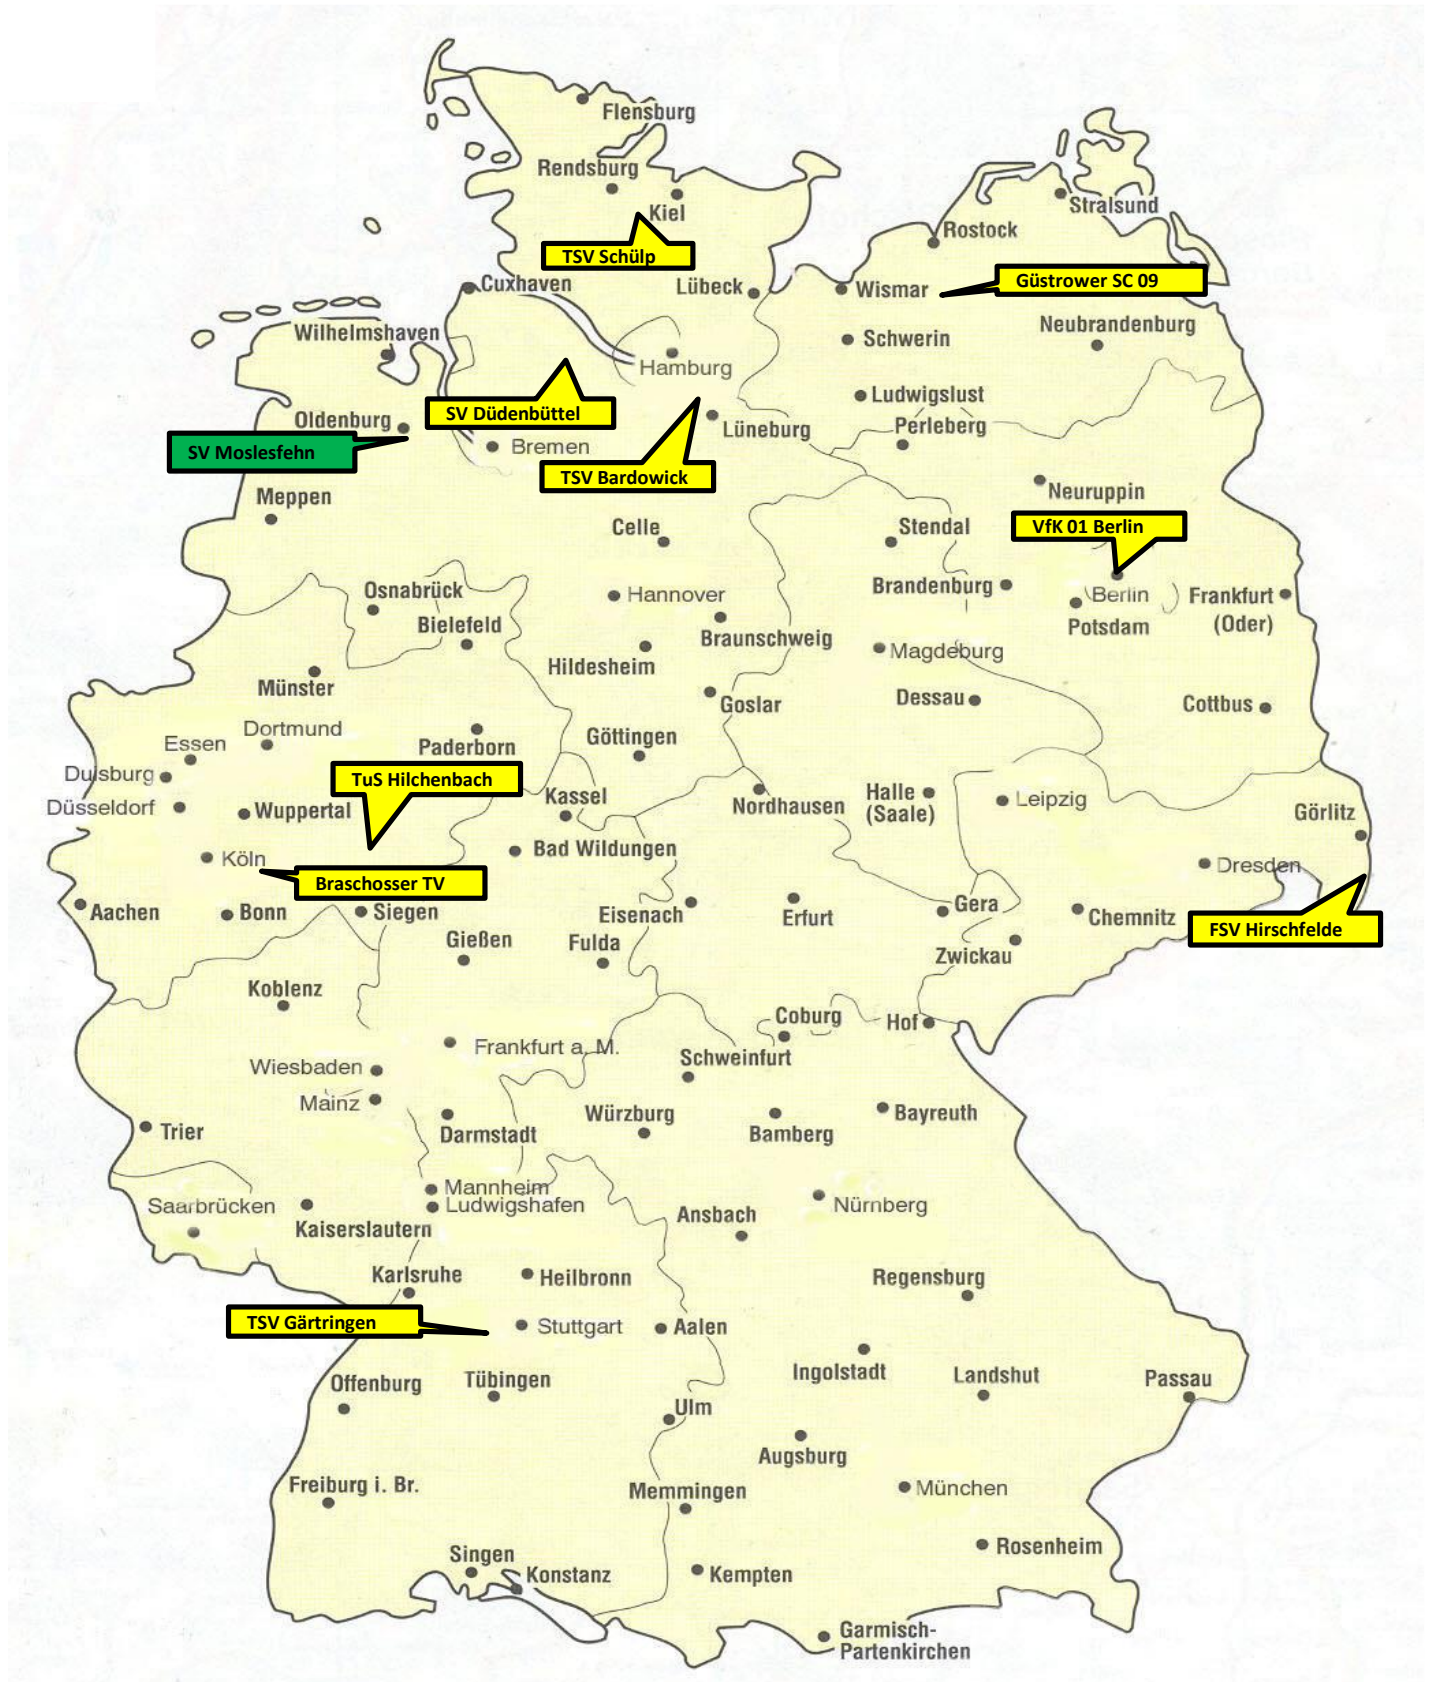 Flensburg
Rendsburg
Kiel
Stralsund
Rostock
TSV Schülp
Cuxhaven
Lübeck
Wismar
Güstrower SC 09
Wilhelmshaven
Schwerin
Neubrandenburg
Hamburg
Ludwigslust
SV Düdenbüttel
Oldenburg
Lüneburg
Perleberg
SV Moslesfehn
Bremen
TSV Bardowick
Meppen
Neuruppin
Celle
Stendal
VfK 01 Berlin
Osnabrück
Hannover
Brandenburg
Berlin
Frankfurt
(Oder)
Bielefeld
Braunschweig
Potsdam
Hildesheim
Magdeburg
Münster
Goslar
Dessau
Cottbus
Dortmund
Essen
Paderborn
Göttingen
Duisburg
TuS Hilchenbach
Düsseldorf
Wuppertal
Kassel
Nordhausen
Halle
(Saale)
Leipzig
Görlitz
Köln
Bad Wildungen
Dresden
Braschosser TV
Aachen
Bonn
Siegen
Eisenach
Erfurt
Gera
Chemnitz
FSV Hirschfelde
Gießen
Fulda
Zwickau
Koblenz
Coburg
Hof
Frankfurt a. M.
Schweinfurt
Wiesbaden
Mainz
Würzburg
Bayreuth
Trier
Darmstadt
Bamberg
Mannheim
Ludwigshafen
Saarbrücken
Kaiserslautern
Ansbach
Nürnberg
Karlsruhe
Heilbronn
Regensburg
TSV Gärtringen
Stuttgart
Aalen
Offenburg
Tübingen
Ingolstadt
Landshut
Passau
Ulm
Augsburg
Freiburg i. Br.
Memmingen
München
Singen
Konstanz
Kempten
Rosenheim
Garmisch-
Partenkirchen